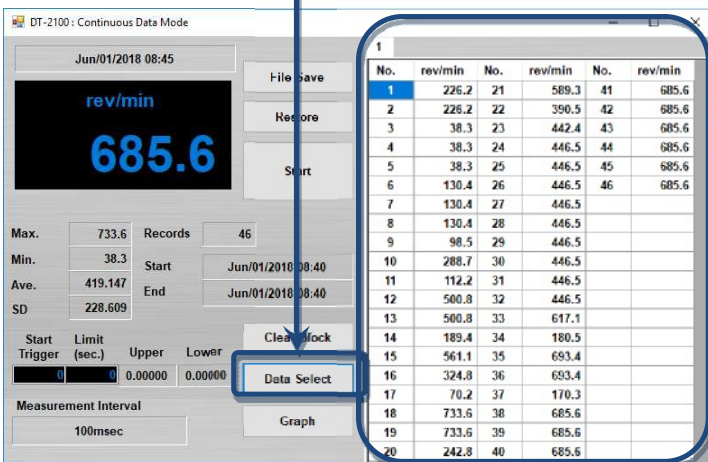 DT-2100 : Continuous Data Mode
Jun/01/2018 08:45
rev/min
685.6
File Save
Restore
Start
Max. 733.6 Records 46
Min. 38.3 Start Jun/01/2018 08:40
Ave. 419.147 End Jun/01/2018 08:40
SD 228.609
Start Trigger Limit (sec.) Upper Lower
0 0 0.00000 0.00000
Measurement Interval
100msec
Clear Block
Data Select
Graph
1
No. rev/min No. rev/min No. rev/min
1 226.2 21 589.3 41 685.6
2 226.2 22 390.5 42 685.6
3 38.3 23 442.4 43 685.6
4 38.3 24 446.5 44 685.6
5 38.3 25 446.5 45 685.6
6 130.4 26 446.5 46 685.6
7 130.4 27 446.5
8 130.4 28 446.5
9 98.5 29 446.5
10 288.7 30 446.5
11 112.2 31 446.5
12 500.8 32 446.5
13 500.8 33 617.1
14 189.4 34 180.5
15 561.1 35 693.4
16 324.8 36 693.4
17 70.2 37 170.3
18 733.6 38 685.6
19 733.6 39 685.6
20 242.8 40 685.6